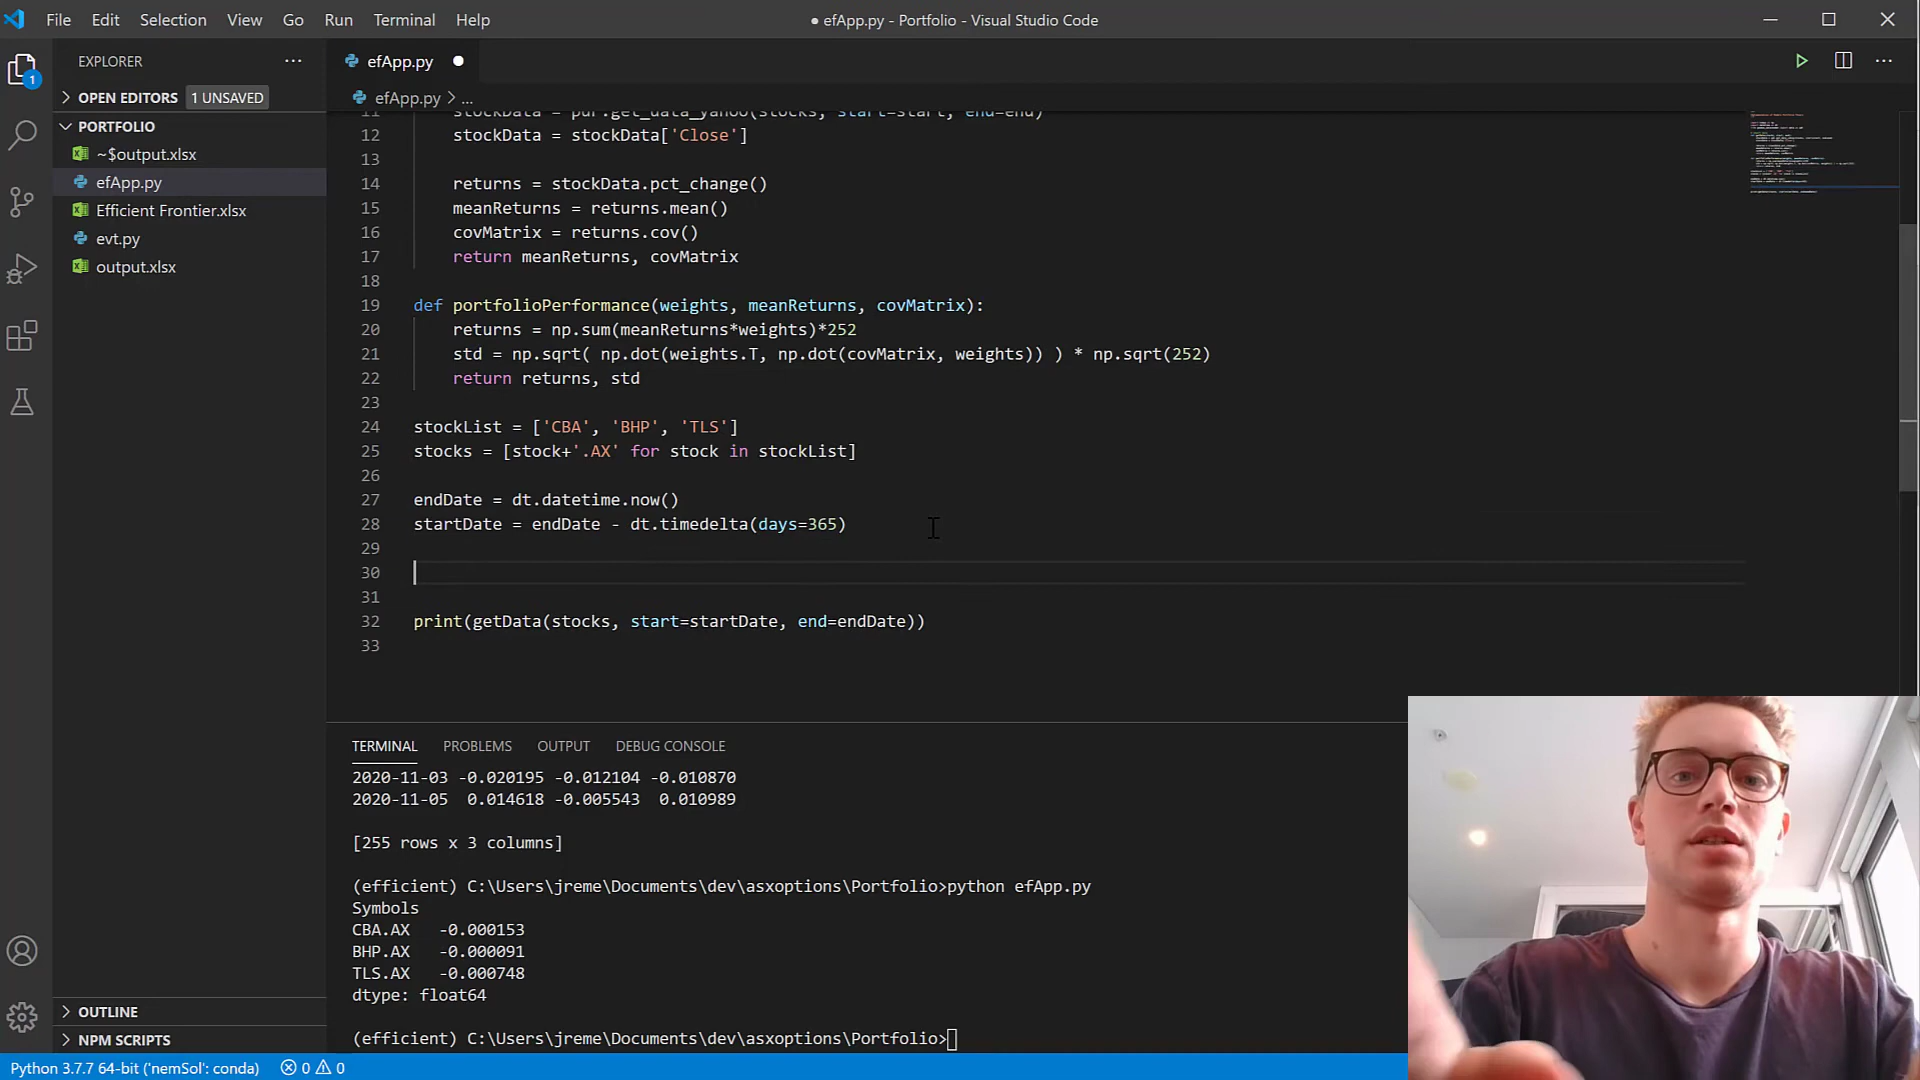 File Edit Selection View Go Run Terminal Help
● efApp.py - Portfolio - Visual Studio Code
EXPLORER
efApp.py
OPEN EDITORS 1 UNSAVED
efApp.py > ...
PORTFOLIO
~$output.xlsx
efApp.py
Efficient Frontier.xlsx
evt.py
output.xlsx
1
11 stockData = pdr.get_data_yahoo(stocks, start=start, end=end)
12 stockData = stockData['Close']
13
14 returns = stockData.pct_change()
15 meanReturns = returns.mean()
16 covMatrix = returns.cov()
17 return meanReturns, covMatrix
18
19 def portfolioPerformance(weights, meanReturns, covMatrix):
20 returns = np.sum(meanReturns*weights)*252
21 std = np.sqrt( np.dot(weights.T, np.dot(covMatrix, weights)) ) * np.sqrt(252)
22 return returns, std
23
24 stockList = ['CBA', 'BHP', 'TLS']
25 stocks = [stock+'.AX' for stock in stockList]
26
27 endDate = dt.datetime.now()
28 startDate = endDate - dt.timedelta(days=365)
29
30
31
32 print(getData(stocks, start=startDate, end=endDate))
33
TERMINAL PROBLEMS OUTPUT DEBUG CONSOLE
2020-11-03 -0.020195 -0.012104 -0.010870
2020-11-05 0.014618 -0.005543 0.010989
[255 rows x 3 columns]
(efficient) C:\Users\jreme\Documents\dev\asxoptions\Portfolio>python efApp.py
Symbols
CBA.AX -0.000153
BHP.AX -0.000091
TLS.AX -0.000748
dtype: float64
(efficient) C:\Users\jreme\Documents\dev\asxoptions\Portfolio>
OUTLINE
NPM SCRIPTS
Python 3.7.7 64-bit ('nemSol': conda) 0 0